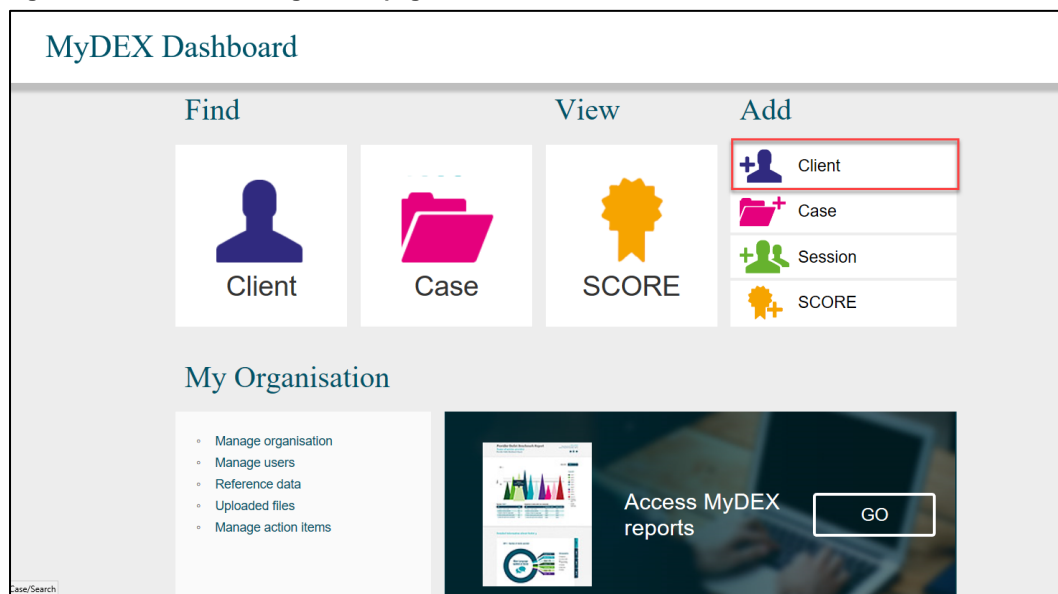 MyDEX Dashboard
Find
View
Add
Client
Case
SCORE
Client
Case
Session
SCORE
My Organisation
Manage organisation
Manage users
Reference data
Uploaded files
Manage action items
Access MyDEX
reports
GO
Case/Search